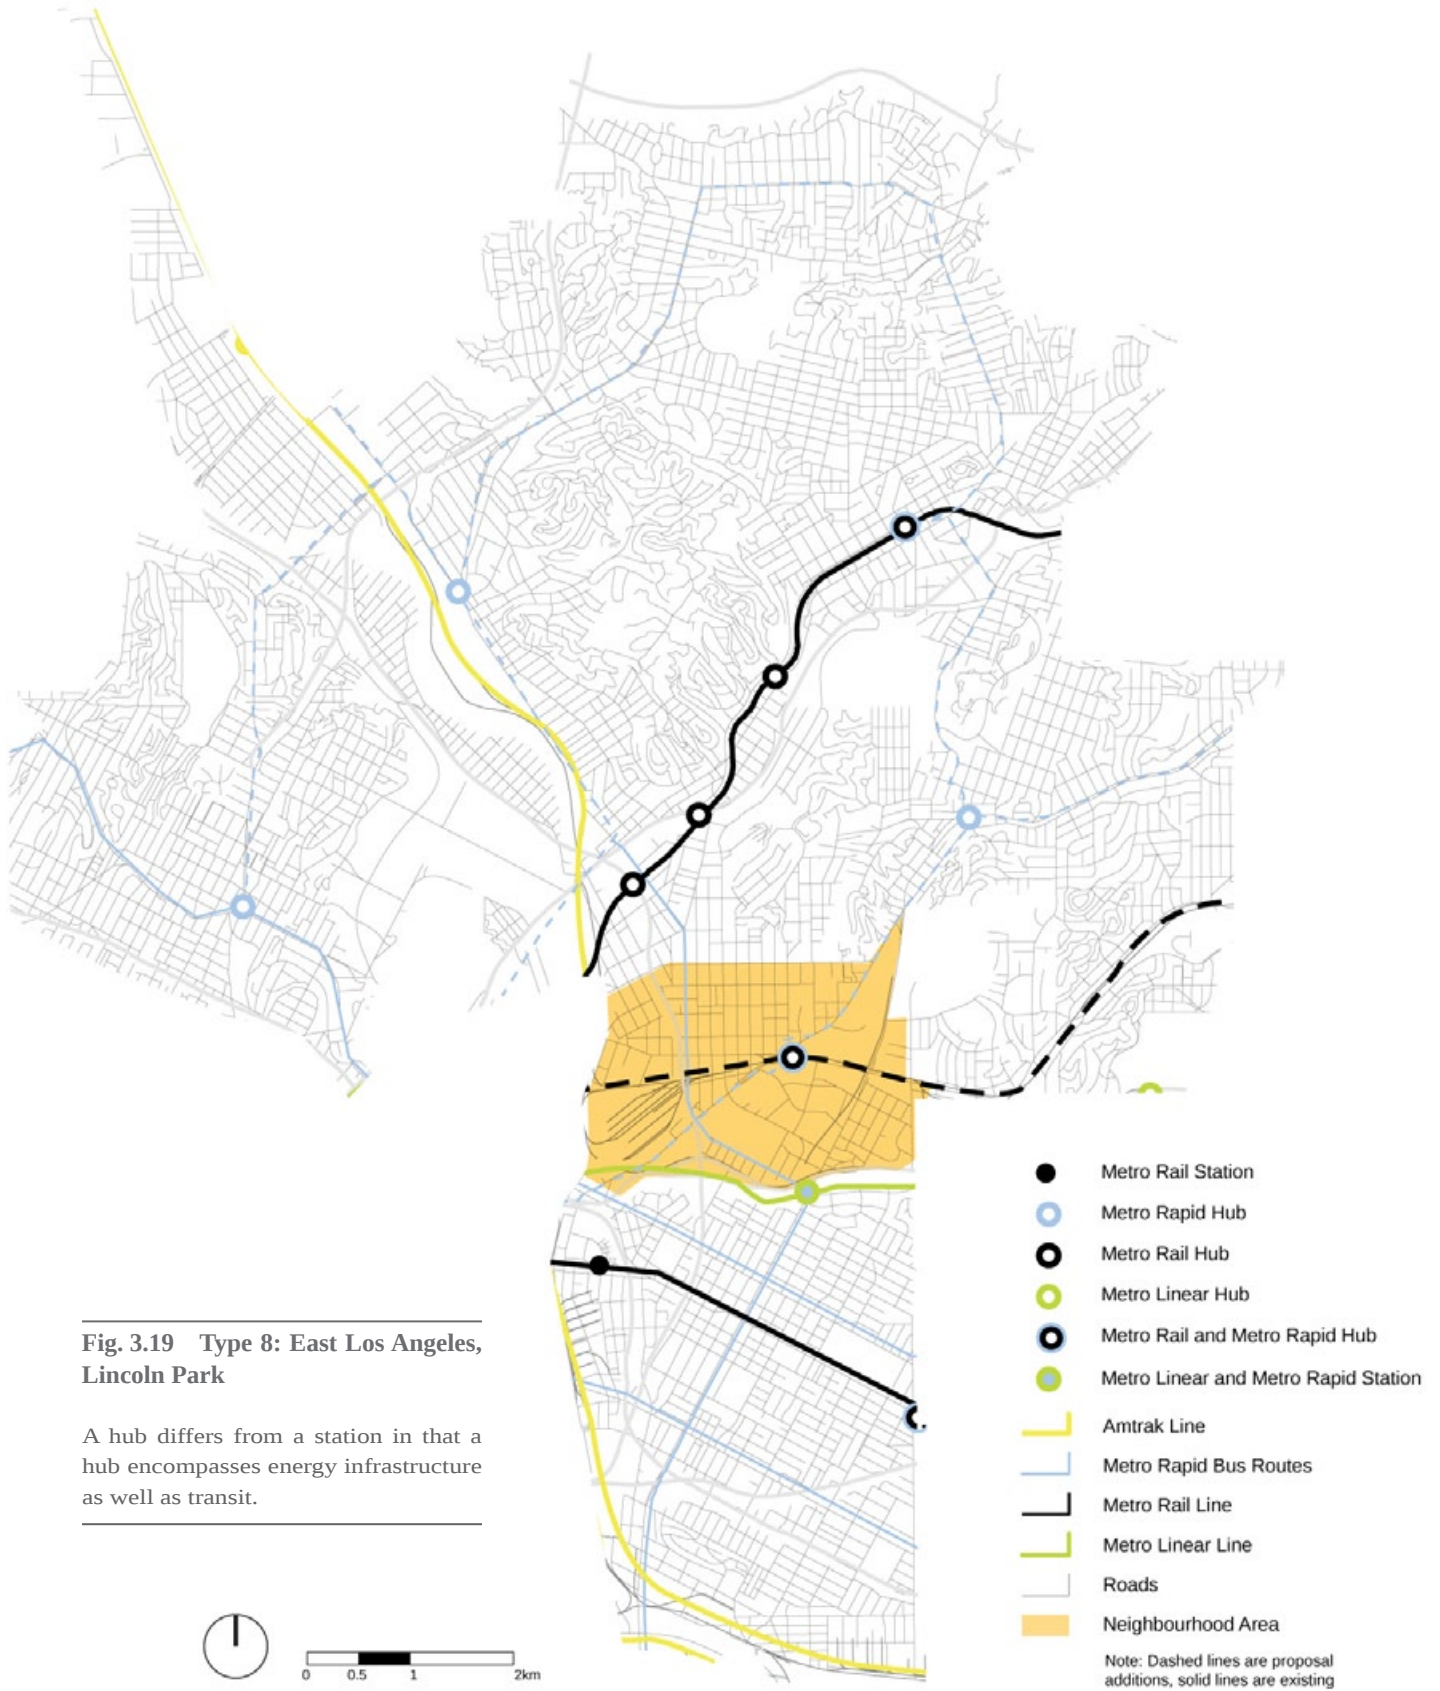 Metro Rail Station
Metro Rapid Hub
Metro Rail Hub
Metro Linear Hub
Metro Rail and Metro Rapid Hub
Metro Linear and Metro Rapid Station
Amtrak Line
Metro Rapid Bus Routes
Metro Rail Line
Metro Linear Line
Roads
Neighbourhood Area
Note: Dashed lines are proposal
additions, solid lines are existing
Fig. 3.19 Type 8: East Los Angeles,
Lincoln Park
A hub differs from a station in that a
hub encompasses energy infrastructure
as well as transit.
0 0.5 1 2km